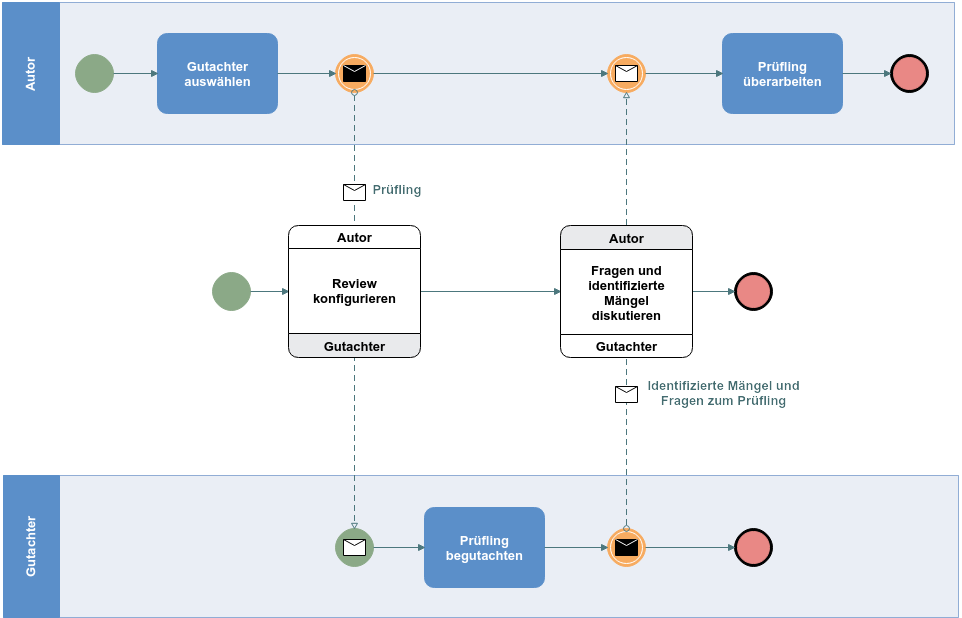 Autor
Gutachter
auswählen
Prüfling
überarbeiten
Prüfling
Autor
Review
konfigurieren
Gutachter
Autor
Fragen und
identifizierte
Mängel
diskutieren
Gutachter
Identifizierte Mängel und
Fragen zum Prüfling
Gutachter
Prüfling
begutachten